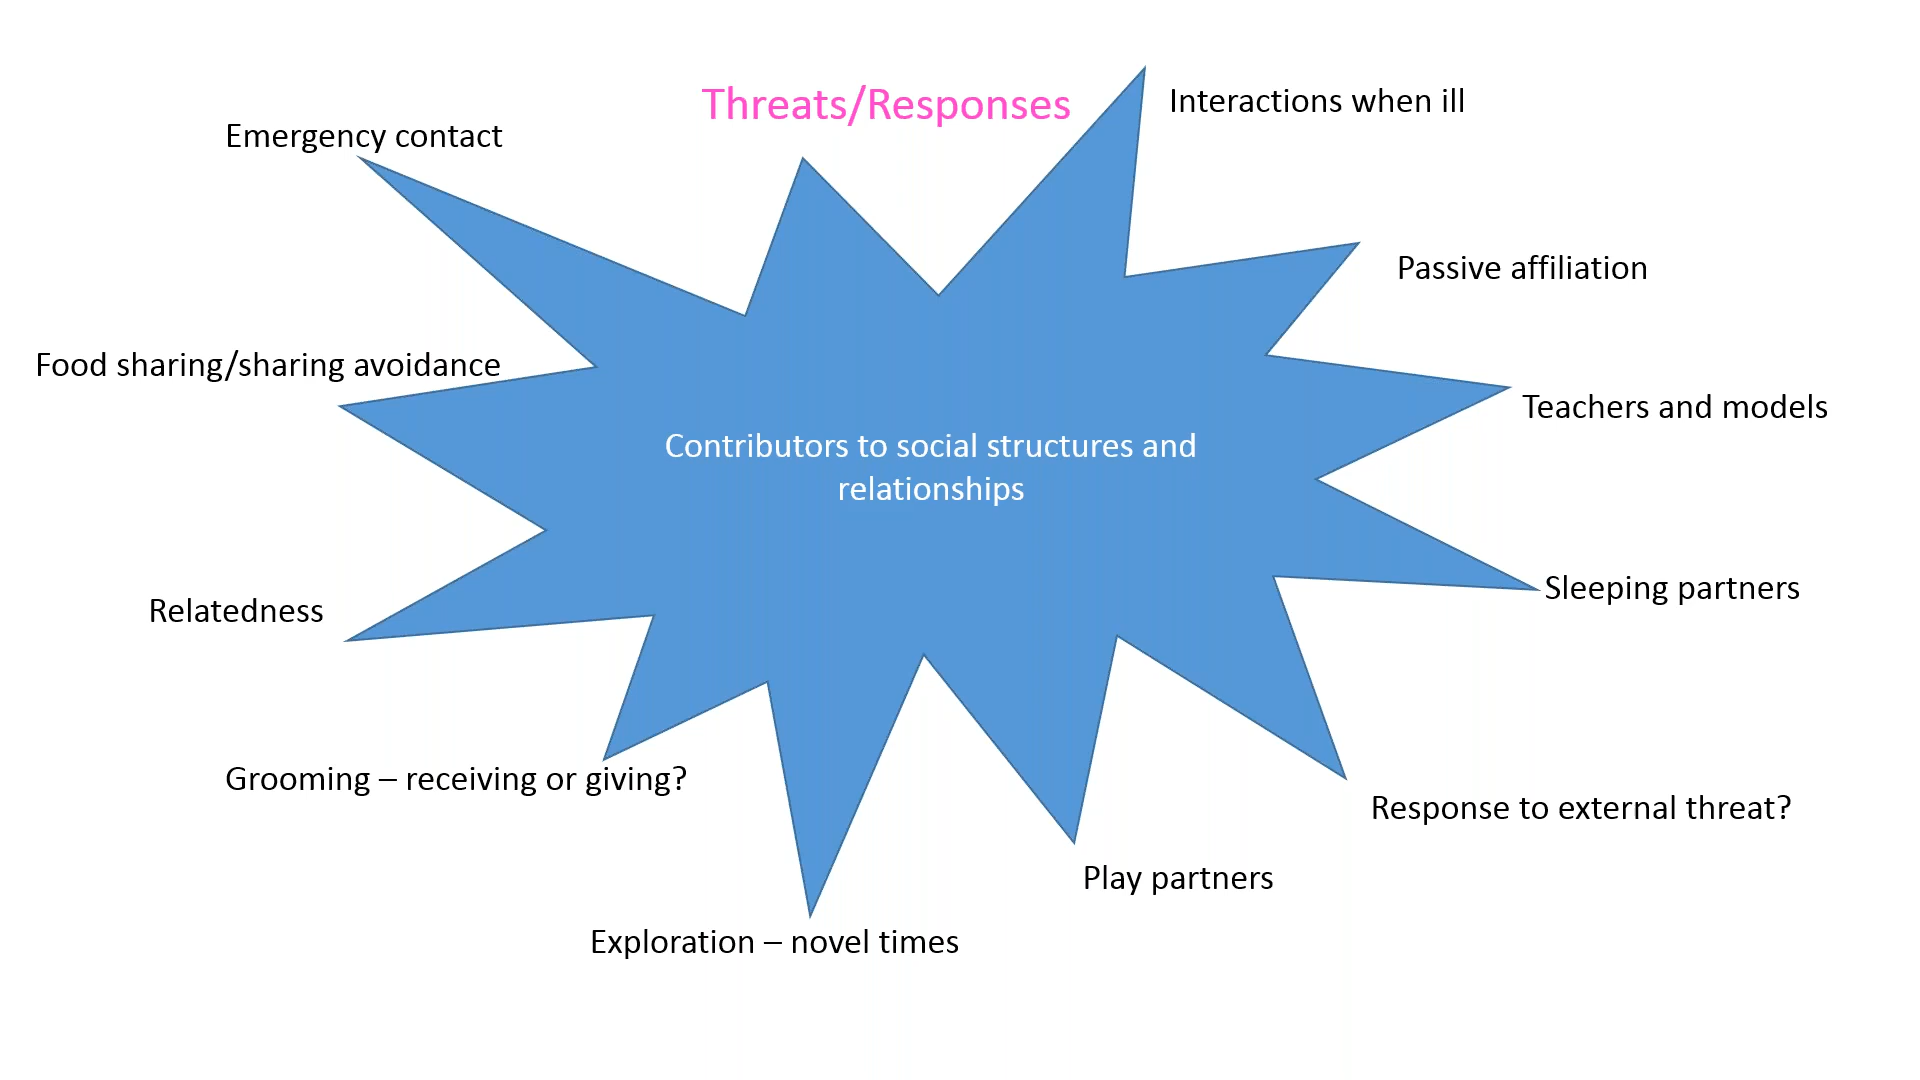 Threats/Responses
Interactions when ill
Emergency contact
Passive affiliation
Food sharing/sharing avoidance
Teachers and models
Contributors to social structures and
relationships
Sleeping partners
Relatedness
Grooming – receiving or giving?
Response to external threat?
Play partners
Exploration – novel times